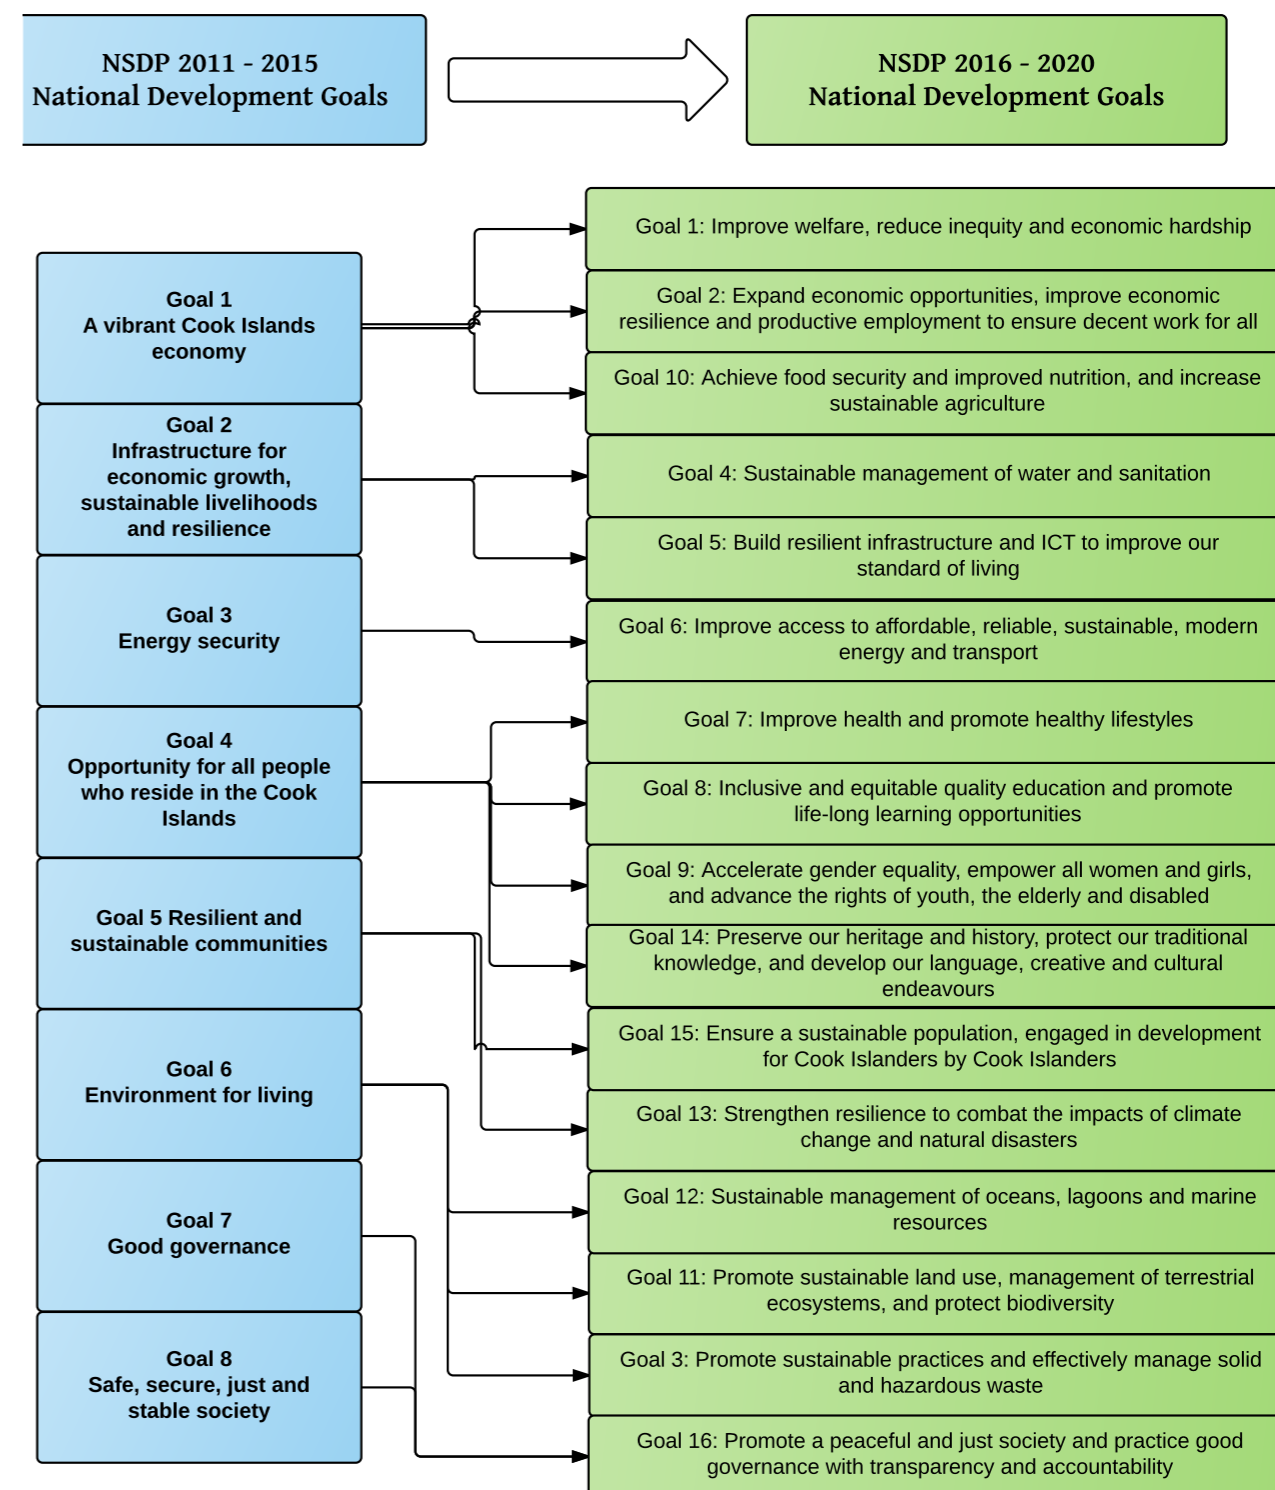 NSDP 2011 - 2015
National Development Goals
NSDP 2016 - 2020
National Development Goals
Goal 1
A vibrant Cook Islands
economy
Goal 2
Infrastructure for
economic growth,
sustainable livelihoods
and resilience
Goal 3
Energy security
Goal 4
Opportunity for all people
who reside in the Cook
Islands
Goal 5 Resilient and
sustainable communities
Goal 6
Environment for living
Goal 7
Good governance
Goal 8
Safe, secure, just and
stable society
Goal 1: Improve welfare, reduce inequity and economic hardship
Goal 2: Expand economic opportunities, improve economic
resilience and productive employment to ensure decent work for all
Goal 10: Achieve food security and improved nutrition, and increase
sustainable agriculture
Goal 4: Sustainable management of water and sanitation
Goal 5: Build resilient infrastructure and ICT to improve our
standard of living
Goal 6: Improve access to affordable, reliable, sustainable, modern
energy and transport
Goal 7: Improve health and promote healthy lifestyles
Goal 8: Inclusive and equitable quality education and promote
life-long learning opportunities
Goal 9: Accelerate gender equality, empower all women and girls,
and advance the rights of youth, the elderly and disabled
Goal 14: Preserve our heritage and history, protect our traditional
knowledge, and develop our language, creative and cultural
endeavours
Goal 15: Ensure a sustainable population, engaged in development
for Cook Islanders by Cook Islanders
Goal 13: Strengthen resilience to combat the impacts of climate
change and natural disasters
Goal 12: Sustainable management of oceans, lagoons and marine
resources
Goal 11: Promote sustainable land use, management of terrestrial
ecosystems, and protect biodiversity
Goal 3: Promote sustainable practices and effectively manage solid
and hazardous waste
Goal 16: Promote a peaceful and just society and practice good
governance with transparency and accountability